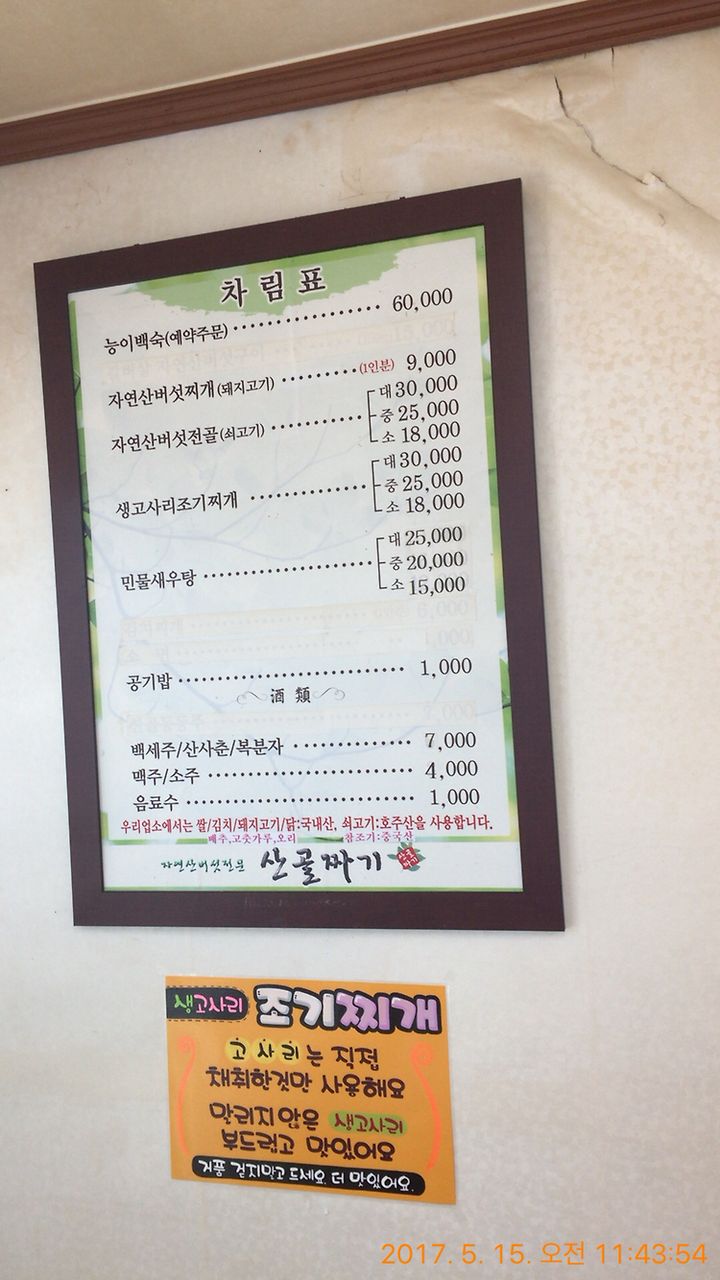 차림표
능이백숙(예약주문) 60,000
자연산버섯찌개(돼지고기) (1인분) 9,000
자연산버섯전골(쇠고기) 대 30,000
중 25,000
소 18,000
생고사리조기찌개 대 30,000
중 25,000
소 18,000
민물새우탕 대 25,000
중 20,000
소 15,000
공기밥 1,000
酒類
백세주/산사춘/복분자 7,000
맥주/소주 4,000
음료수 1,000
우리업소에서는 쌀/김치/돼지고기/닭:국내산, 쇠고기:호주산을 사용합니다.
배추,고춧가루,오리 참조기:중국산
자연산버섯전문 산골짜기
생고사리 조기찌개
고사리는 직접
채취한것만 사용해요
말리지않은 생고사리
부드럽고 맛있어요
거품 걷지말고 드세요. 더 맛있어요.
2017. 5. 15. 오전 11:43:54